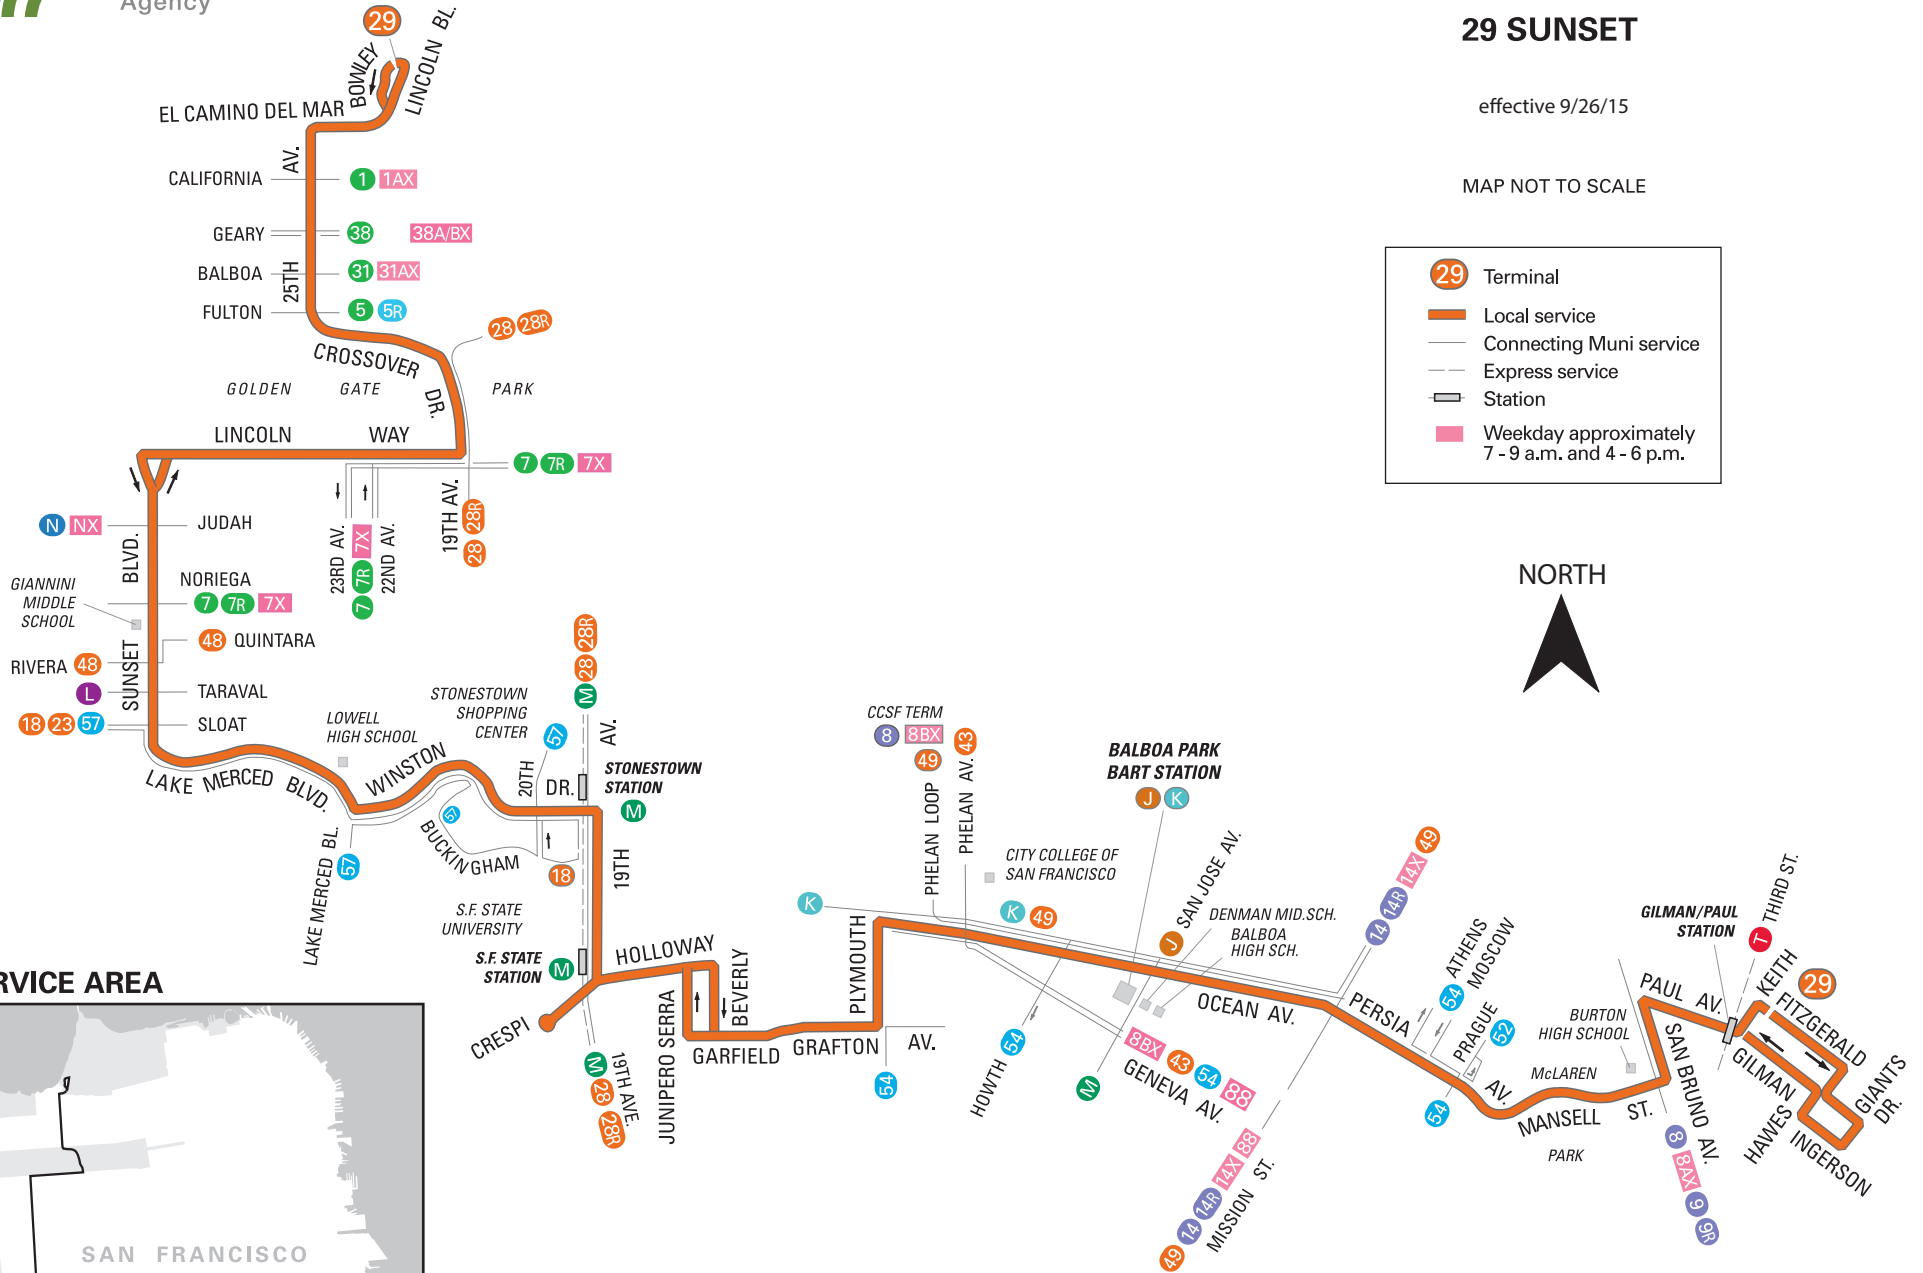 Agency
29 SUNSET
effective 9/26/15
MAP NOT TO SCALE
29 Terminal
Local service
Connecting Muni service
Express service
Station
Weekday approximately
7 - 9 a.m. and 4 - 6 p.m.
NORTH
29
BOWLEY
LINCOLN BL.
EL CAMINO DEL MAR
25TH AV.
CALIFORNIA 1 1AX
GEARY 38 38A/BX
BALBOA 31 31AX
FULTON 5 5R
28 28R
CROSSOVER DR.
GOLDEN GATE PARK
LINCOLN WAY
7 7R 7X
23RD AV.
7 7R 7X
22ND AV.
19TH AV.
28 28R
N NX JUDAH
SUNSET BLVD.
GIANNINI
MIDDLE
SCHOOL
NORIEGA
7 7R 7X
48 QUINTARA
RIVERA 48
L TARAVAL
18 23 57 SLOAT
LAKE MERCED BLVD.
LOWELL
HIGH SCHOOL
WINSTON DR.
STONESTOWN
SHOPPING
CENTER
57
20TH AV.
M 28 28R
STONESTOWN
STATION
M
57
BUCKINGHAM
LAKE MERCED BL.
57
18
19TH
S.F. STATE
UNIVERSITY
S.F. STATE
STATION
M
CRESPI
HOLLOWAY
M 28 28R
19TH AVE.
JUNIPERO SERRA
BEVERLY
GARFIELD
GRAFTON AV.
PLYMOUTH
54
K
CCSF TERM
8 8BX
49
43
PHELAN LOOP
PHELAN AV.
CITY COLLEGE OF
SAN FRANCISCO
K 49
BALBOA PARK
BART STATION
J K
SAN JOSE AV.
J
DENMAN MID.SCH.
BALBOA
HIGH SCH.
OCEAN AV.
HOWTH 54
M
8BX 43 54 88
GENEVA AV.
14 14R 14X 49
49 14 14R 14X 88
MISSION ST.
PERSIA AV.
ATHENS
54 MOSCOW
PRAGUE 52
54
McLAREN
PARK
MANSELL ST.
BURTON
HIGH SCHOOL
SAN BRUNO AV.
8 8AX 9 9R
PAUL AV.
GILMAN/PAUL
STATION
T THIRD ST.
KEITH
29
FITZGERALD
GILMAN
GIANTS
DR.
HAWES
INGERSON
RVICE AREA
SAN FRANCISCO